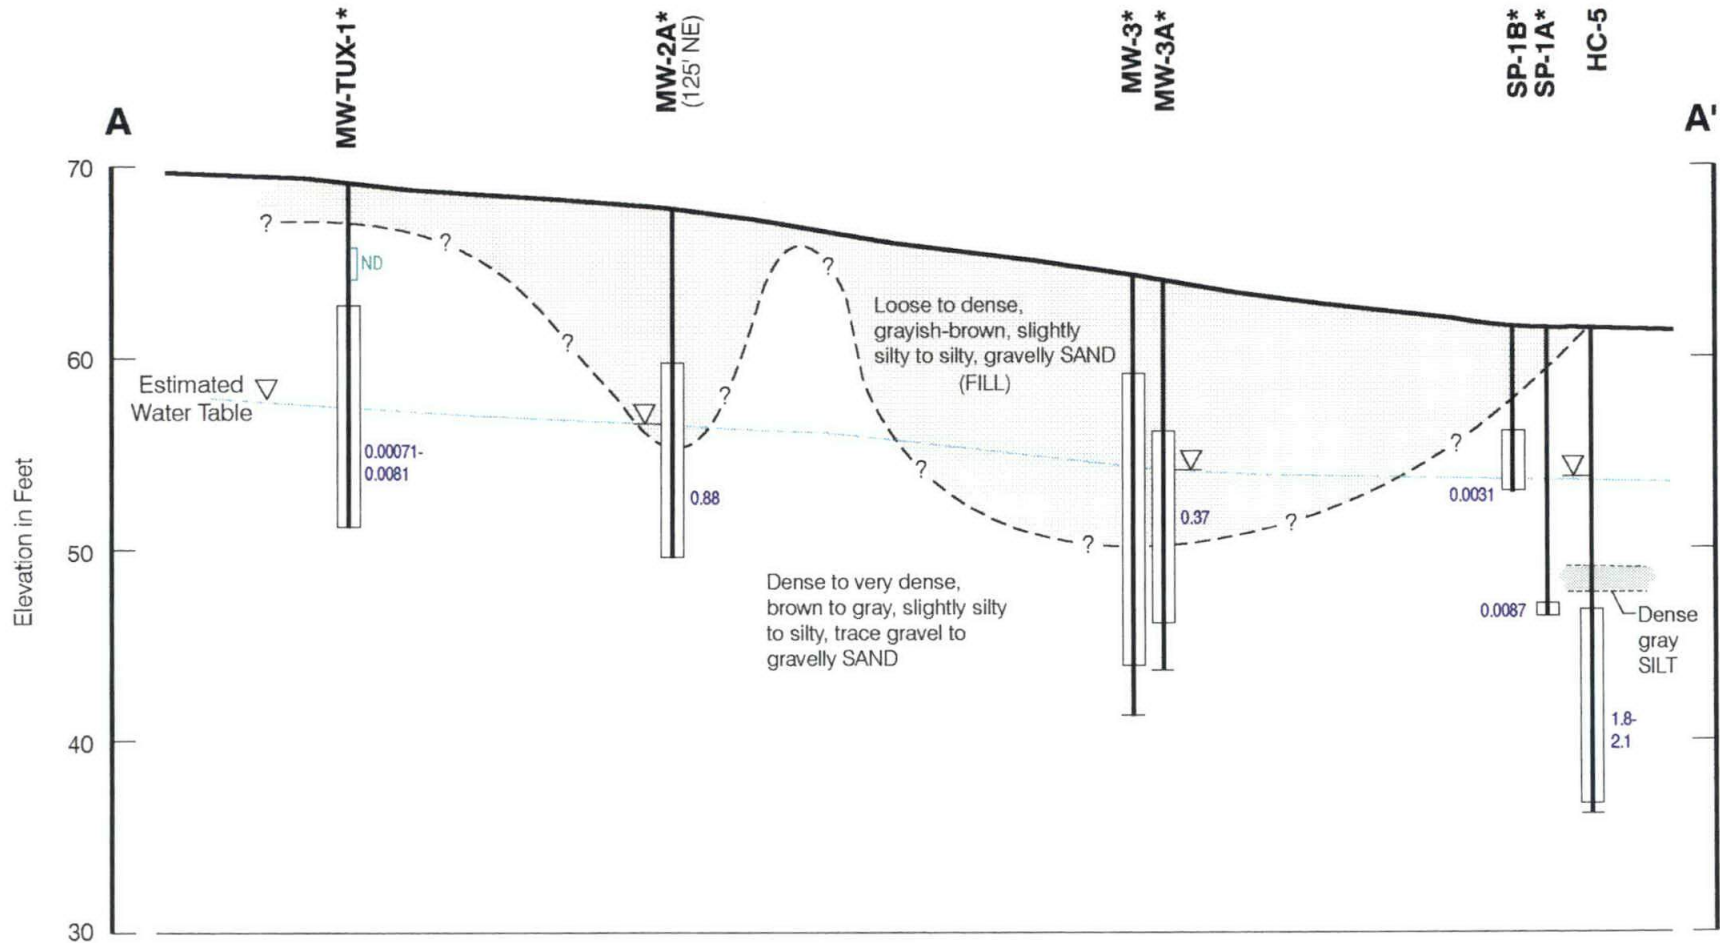 MW-TUX-1*
MW-2A*
(125' NE)
MW-3*
MW-3A*
SP-1B*
SP-1A*
HC-5
A
A'
70
?
?
?
ND
?
Loose to dense,
grayish-brown, slightly
silty to silty, gravelly SAND
(FILL)
60
?
Estimated
Water Table
?
?
0.00071-
0.0081
?
0.88
0.0031
0.37
?
?
50
Elevation in Feet
Dense to very dense,
brown to gray, slightly silty
to silty, trace gravel to
gravelly SAND
0.0087
Dense
gray
SILT
1.8-
2.1
40
30